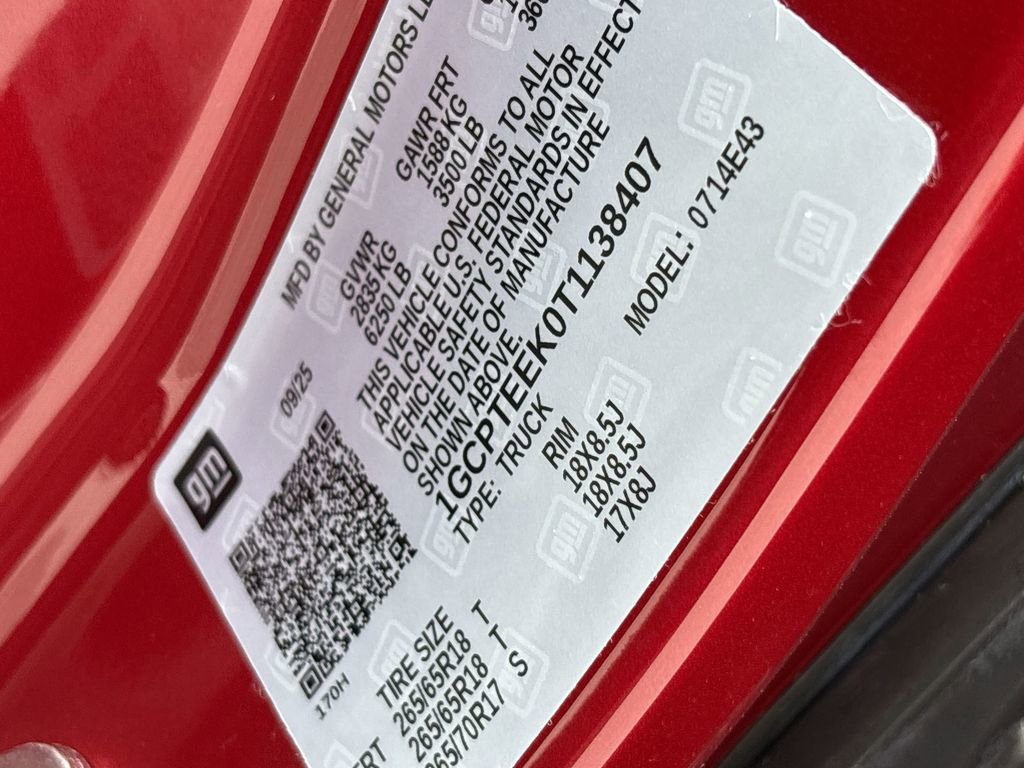 MFD BY GENERAL MOTORS
09/25
GVWR GAWR FRT
2835 KG 1588 KG
6250 LB 3500 LB
THIS VEHICLE CONFORMS TO ALL
APPLICABLE U.S. FEDERAL MOTOR
VEHICLE SAFETY STANDARDS IN EFFECT
ON THE DATE OF MANUFACTURE
SHOWN ABOVE.
1GCPTEEK0T1138407
TYPE: TRUCK MODEL: 0714E43
gm
170H
TIRE SIZE RIM
265/65R18 T 18X8.5J
265/65R18 T 18X8.5J
265/70R17 S 17X8J